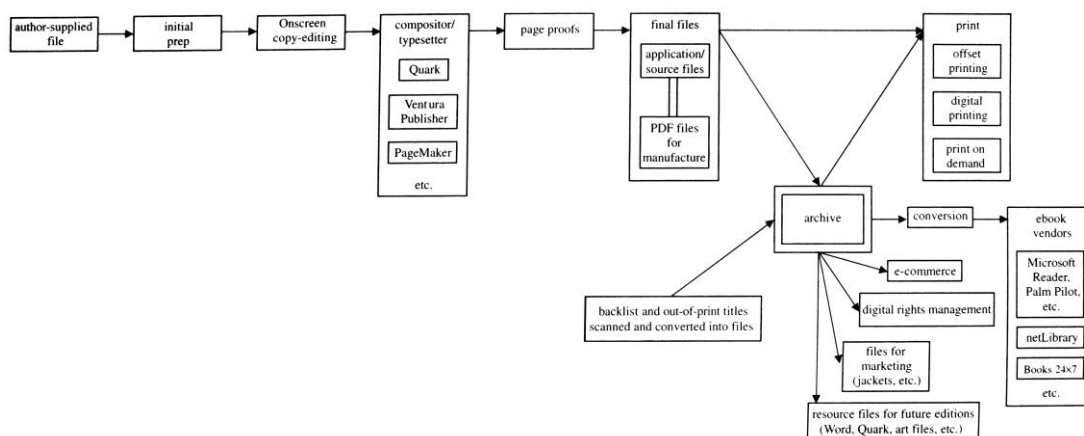 author-supplied
file
initial
prep
Onscreen
copy-editing
compositor/
typesetter
Quark
Ventura
Publisher
PageMaker
etc.
page proofs
final files
application/
source files
PDF files
for
manufacture
print
offset
printing
digital
printing
print on
demand
archive
conversion
ebook
vendors
Microsoft
Reader,
Palm Pilot,
etc.
netLibrary
Books 24×7
etc.
e-commerce
digital rights management
backlist and out-of-print titles
scanned and converted into files
files for
marketing
(jackets, etc.)
resource files for future editions
(Word, Quark, art files, etc.)